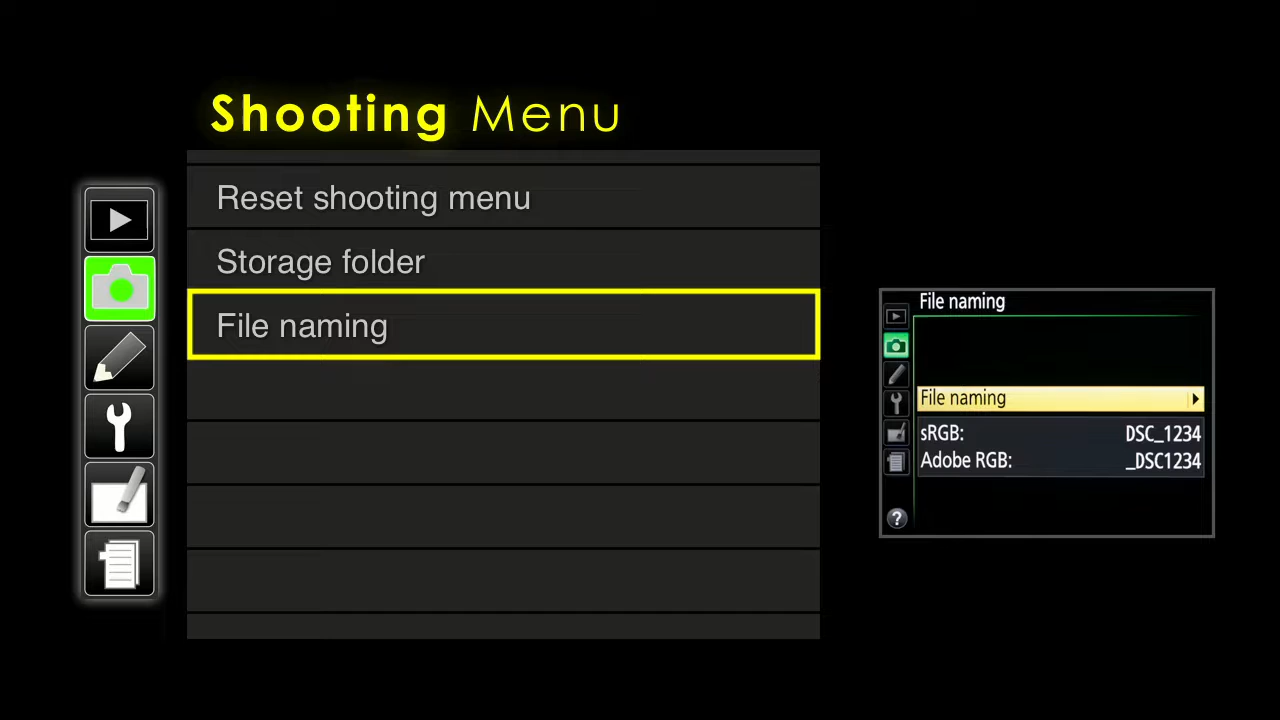 Shooting Menu
Reset shooting menu
Storage folder
File naming
File naming
File naming
sRGB: DSC_1234
Adobe RGB: _DSC1234
?